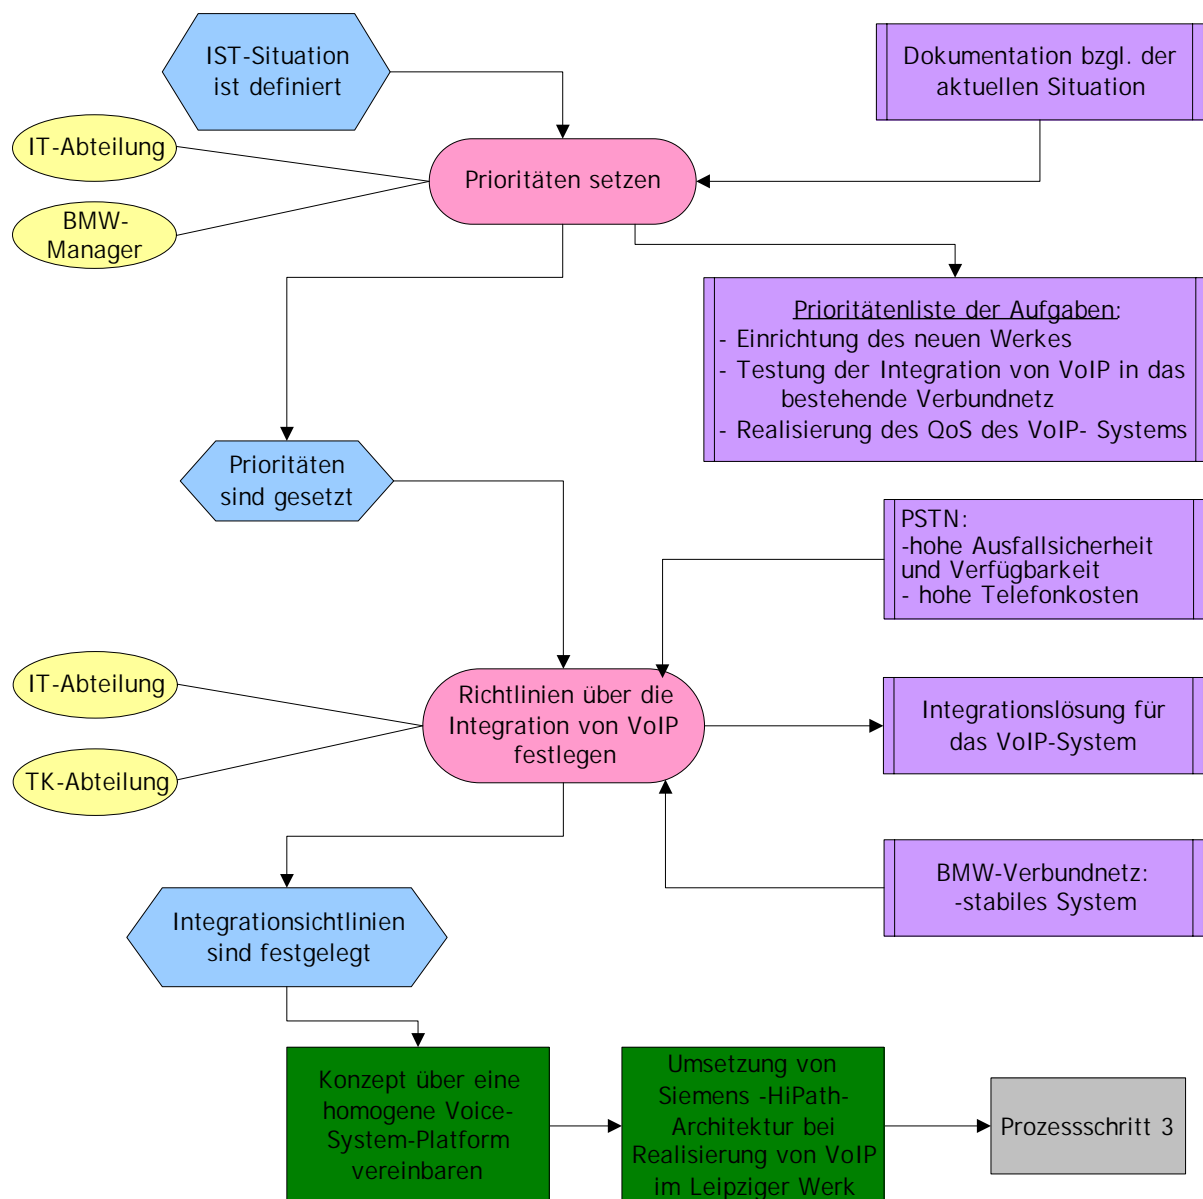 IST-Situation
ist definiert
Dokumentation bzgl. der
aktuellen Situation
IT-Abteilung
Prioritäten setzen
BMW-
Manager
Prioritätenliste der Aufgaben:
- Einrichtung des neuen Werkes
- Testung der Integration von VoIP in das
bestehende Verbundnetz
- Realisierung des QoS des VoIP- Systems
Prioritäten
sind gesetzt
PSTN:
-hohe Ausfallsicherheit
und Verfügbarkeit
- hohe Telefonkosten
IT-Abteilung
Richtlinien über die
Integration von VoIP
festlegen
Integrationslösung für
das VoIP-System
TK-Abteilung
BMW-Verbundnetz:
-stabiles System
Integrationsichtlinien
sind festgelegt
Konzept über eine
homogene Voice-
System-Platform
vereinbaren
Umsetzung von
Siemens -HiPath-
Architektur bei
Realisierung von VoIP
im Leipziger Werk
Prozessschritt 3